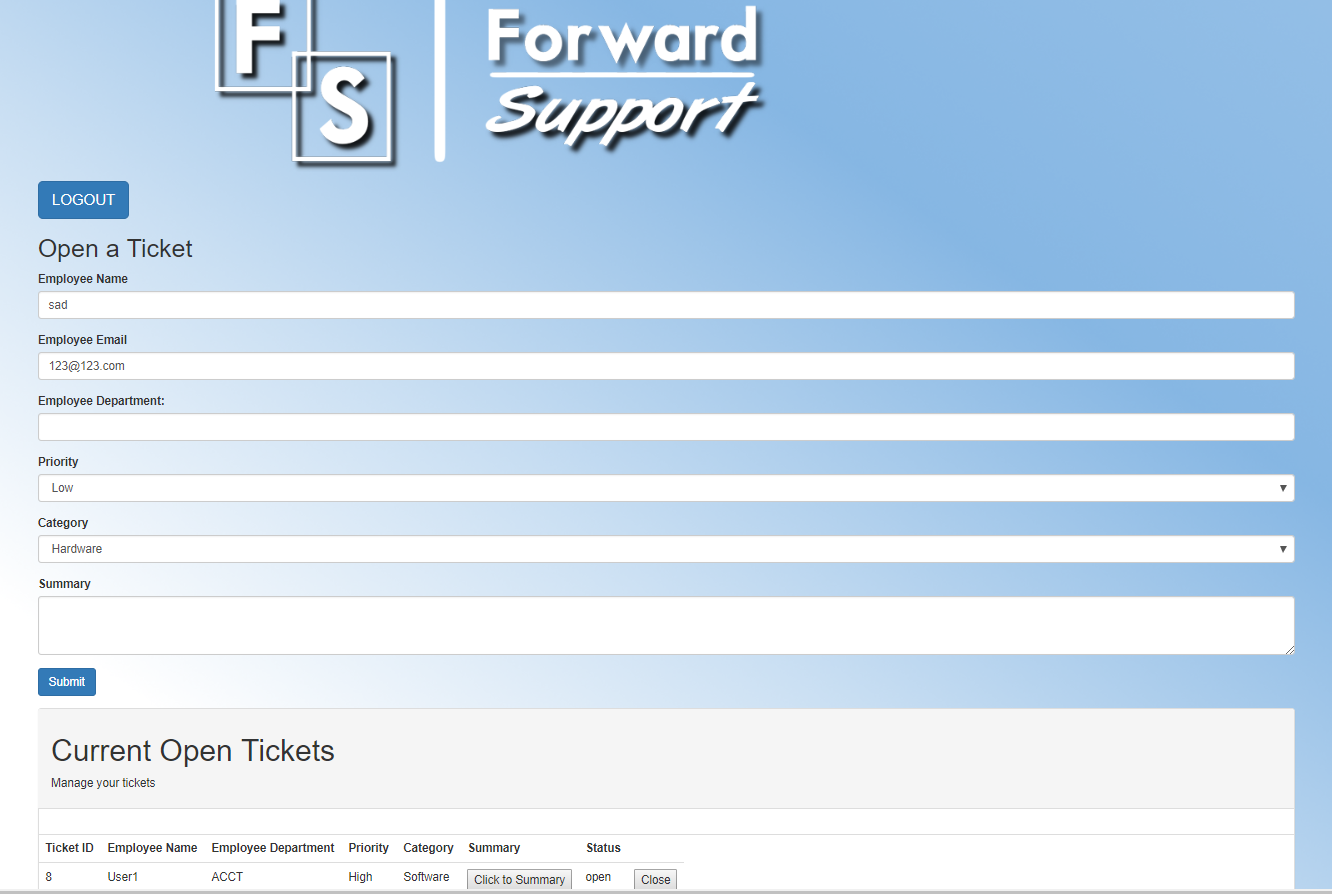 F
S
Forward
Support
LOGOUT
Open a Ticket
Employee Name
sad
Employee Email
123@123.com
Employee Department:
Priority
Low
Category
Hardware
Summary
Submit
Current Open Tickets
Manage your tickets
Ticket ID Employee Name Employee Department Priority Category Summary Status
8 User1 ACCT High Software Click to Summary open Close